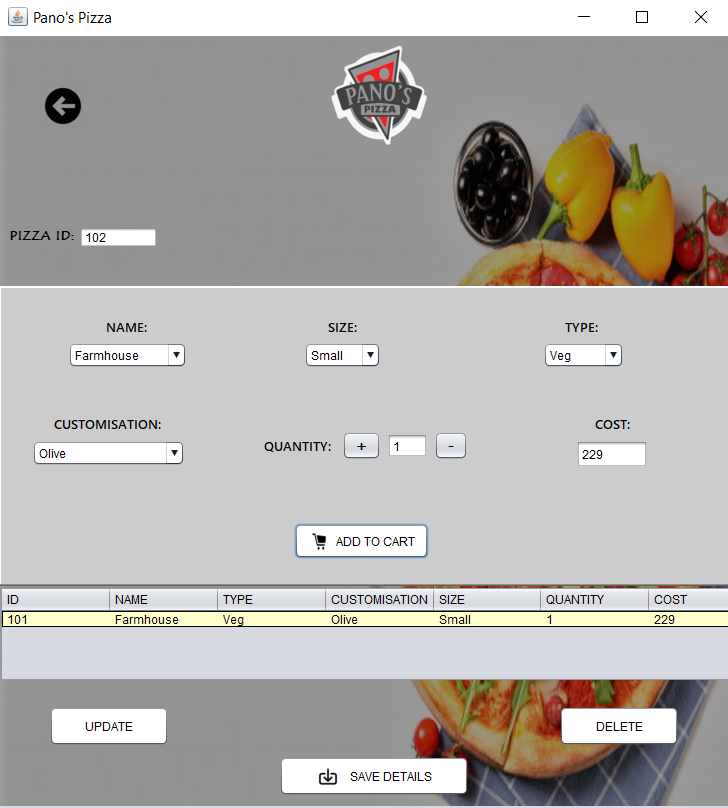 Pano's Pizza
PANO'S
PIZZA
PIZZA ID: 102
NAME: SIZE: TYPE:
Farmhouse Small Veg
CUSTOMISATION: COST:
Olive QUANTITY: + 1 - 229
ADD TO CART
ID NAME TYPE CUSTOMISATION SIZE QUANTITY COST
101 Farmhouse Veg Olive Small 1 229
UPDATE DELETE
SAVE DETAILS